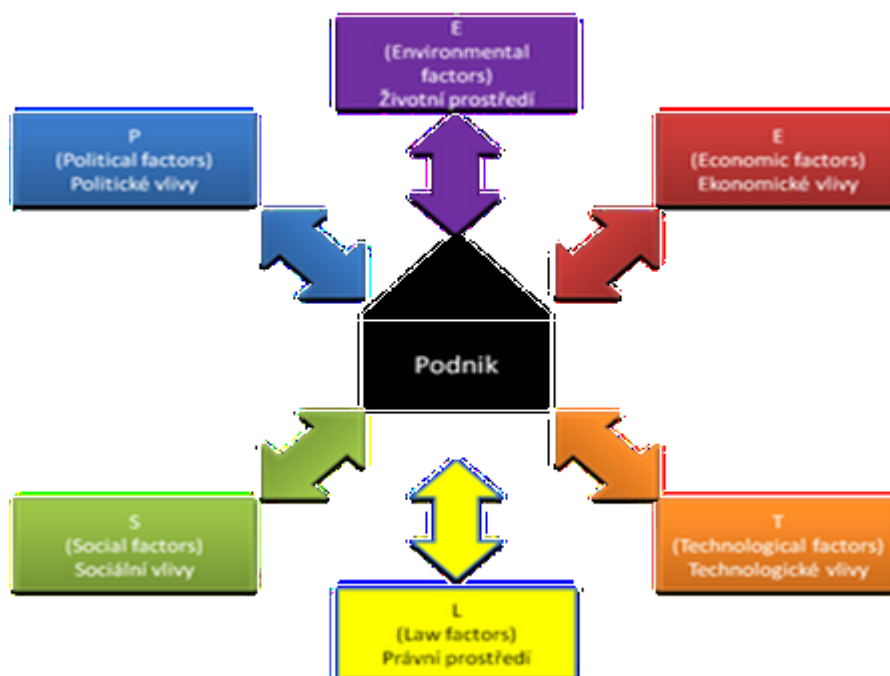 E
(Environmental
factors)
Životní prostředí
P
(Political factors)
Politické vlivy
E
(Economic factors)
Ekonomické vlivy
Podnik
S
(Social factors)
Sociální vlivy
T
(Technological factors)
Technologické vlivy
L
(Law factors)
Právní prostředí